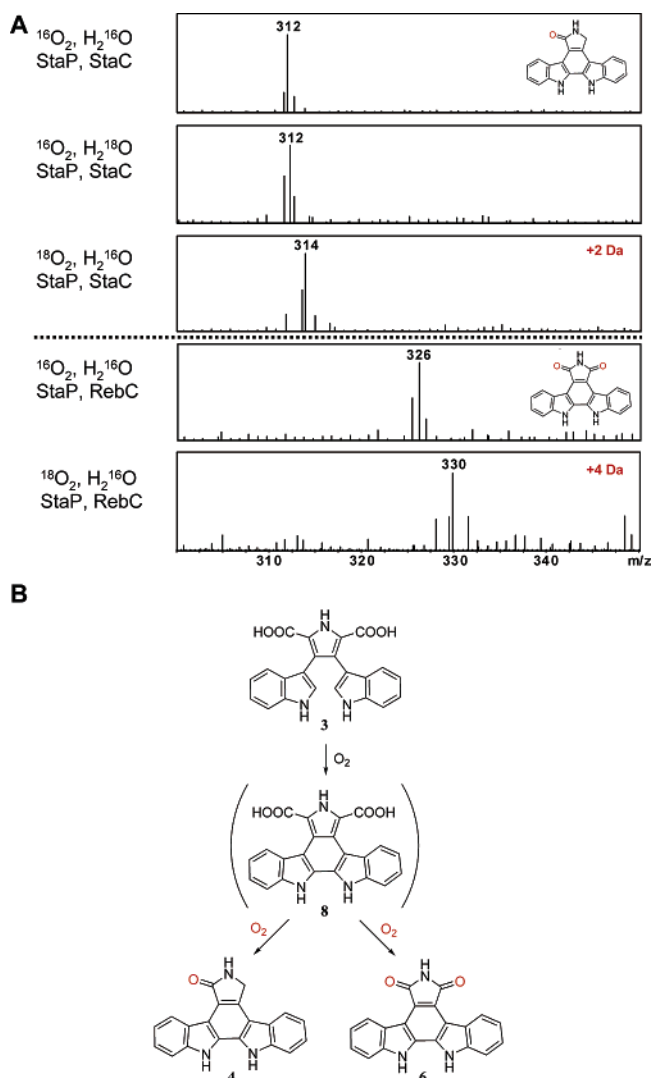 A
¹⁶O₂, H₂¹⁶O
StaP, StaC
312
O
H
N
N
H
N
H
¹⁶O₂, H₂¹⁸O
StaP, StaC
312
¹⁸O₂, H₂¹⁶O
StaP, StaC
314
+2 Da
¹⁶O₂, H₂¹⁶O
StaP, RebC
326
H
N
O
O
N
H
N
H
¹⁸O₂, H₂¹⁶O
StaP, RebC
330
+4 Da
310
320
330
340
m/z
B
H
N
HOOC
COOH
N
H
N
H
3
O₂
H
N
HOOC
COOH
N
H
N
H
8
O₂
O₂
H
N
O
N
H
N
H
4
H
N
O
O
N
H
N
H
6